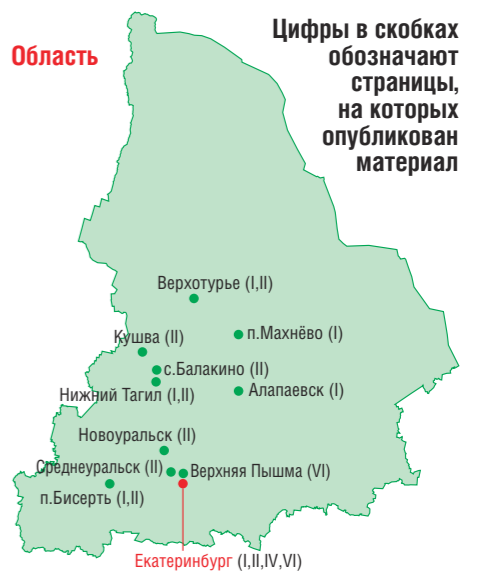 Область
Цифры в скобках
обозначают
страницы,
на которых
опубликован
материал
Верхотурье (I,II)
п.Махнёво (I)
Кушва (II)
с.Балакино (II)
Нижний Тагил (I,II)
Алапаевск (I)
Новоуральск (II)
Среднеуральск (II)
Верхняя Пышма (VI)
п.Бисерть (I,II)
Екатеринбург (I,II,IV,VI)